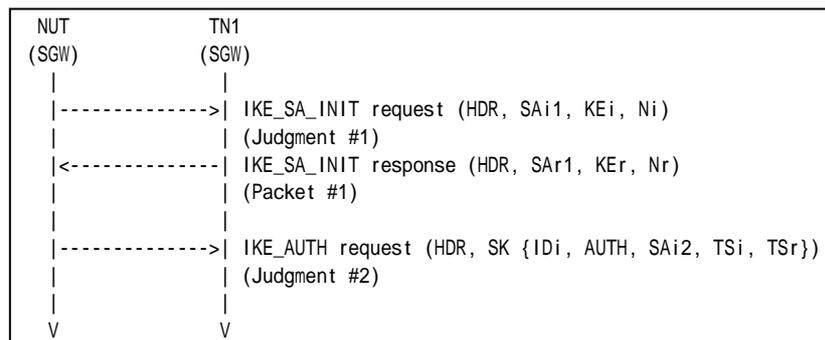 NUT TN1
(SGW) (SGW)
| |
|-------------->| IKE_SA_INIT request (HDR, SAi1, KEi, Ni)
| | (Judgment #1)
|<--------------| IKE_SA_INIT response (HDR, SAr1, KEr, Nr)
| | (Packet #1)
| |
|-------------->| IKE_AUTH request (HDR, SK {IDi, AUTH, SAi2, TSi, TSr})
| | (Judgment #2)
| |
V V